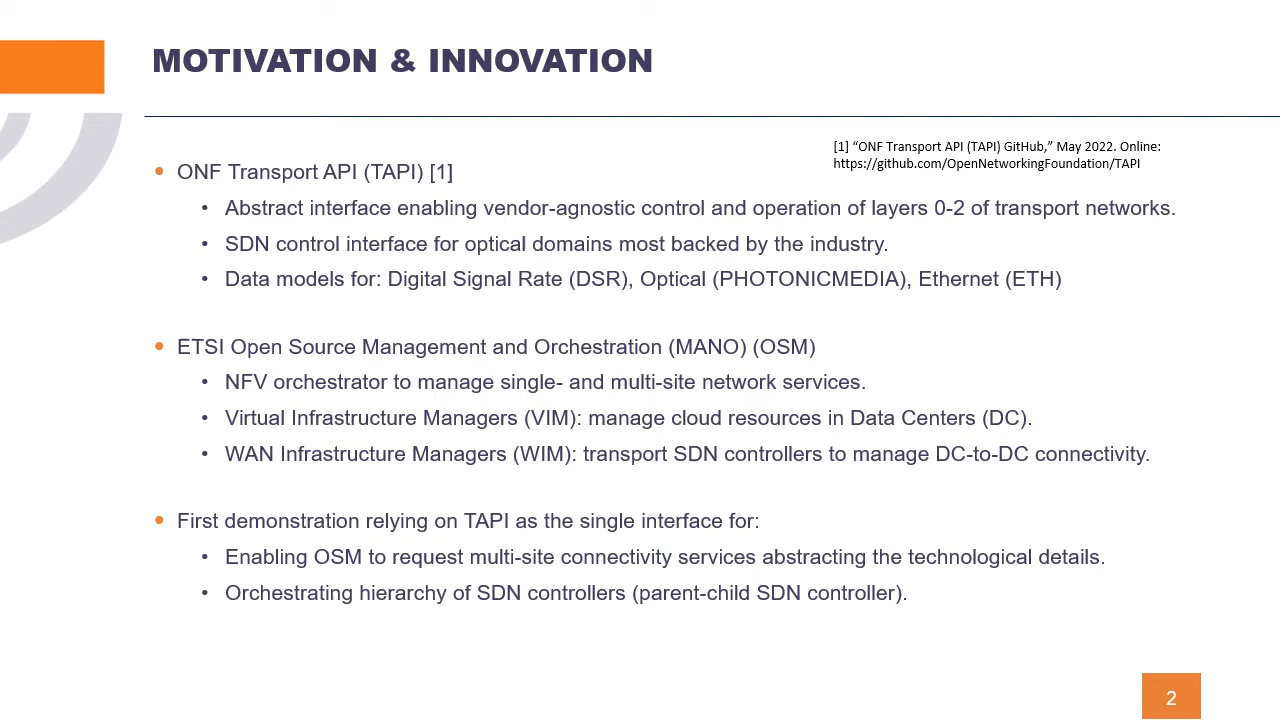 MOTIVATION & INNOVATION
[1] “ONF Transport API (TAPI) GitHub,” May 2022. Online:
https://github.com/OpenNetworkingFoundation/TAPI
• ONF Transport API (TAPI) [1]
• Abstract interface enabling vendor-agnostic control and operation of layers 0-2 of transport networks.
• SDN control interface for optical domains most backed by the industry.
• Data models for: Digital Signal Rate (DSR), Optical (PHOTONICMEDIA), Ethernet (ETH)
• ETSI Open Source Management and Orchestration (MANO) (OSM)
• NFV orchestrator to manage single- and multi-site network services.
• Virtual Infrastructure Managers (VIM): manage cloud resources in Data Centers (DC).
• WAN Infrastructure Managers (WIM): transport SDN controllers to manage DC-to-DC connectivity.
• First demonstration relying on TAPI as the single interface for:
• Enabling OSM to request multi-site connectivity services abstracting the technological details.
• Orchestrating hierarchy of SDN controllers (parent-child SDN controller).
2